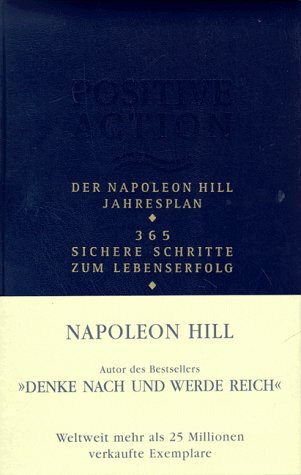 POSITIVE
ACTION
DER NAPOLEON HILL
JAHRESPLAN
365
SICHERE SCHRITTE
ZUM LEBENSERFOLG
NAPOLEON HILL
Autor des Bestsellers
»DENKE NACH UND WERDE REICH«
Weltweit mehr als 25 Millionen
verkaufte Exemplare